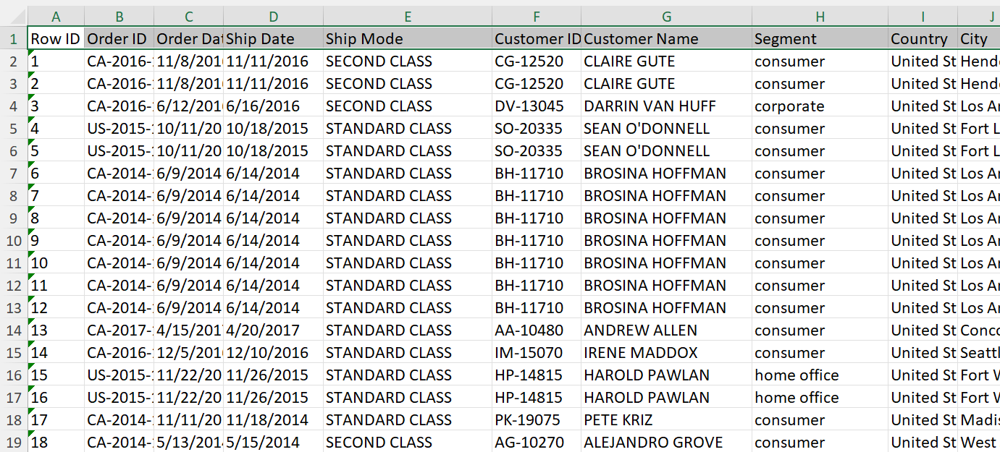 A B C D E F G H I J
1 Row ID Order ID Order Dat Ship Date Ship Mode Customer ID Customer Name Segment Country City
2 1 CA-2016- 11/8/201 11/11/2016 SECOND CLASS CG-12520 CLAIRE GUTE consumer United St Hend
3 2 CA-2016- 11/8/201 11/11/2016 SECOND CLASS CG-12520 CLAIRE GUTE consumer United St Hend
4 3 CA-2016- 6/12/201 6/16/2016 SECOND CLASS DV-13045 DARRIN VAN HUFF corporate United St Los A
5 4 US-2015- 10/11/20 10/18/2015 STANDARD CLASS SO-20335 SEAN O'DONNELL consumer United St Fort L
6 5 US-2015- 10/11/20 10/18/2015 STANDARD CLASS SO-20335 SEAN O'DONNELL consumer United St Fort L
7 6 CA-2014- 6/9/2014 6/14/2014 STANDARD CLASS BH-11710 BROSINA HOFFMAN consumer United St Los A
8 7 CA-2014- 6/9/2014 6/14/2014 STANDARD CLASS BH-11710 BROSINA HOFFMAN consumer United St Los A
9 8 CA-2014- 6/9/2014 6/14/2014 STANDARD CLASS BH-11710 BROSINA HOFFMAN consumer United St Los A
10 9 CA-2014- 6/9/2014 6/14/2014 STANDARD CLASS BH-11710 BROSINA HOFFMAN consumer United St Los A
11 10 CA-2014- 6/9/2014 6/14/2014 STANDARD CLASS BH-11710 BROSINA HOFFMAN consumer United St Los A
12 11 CA-2014- 6/9/2014 6/14/2014 STANDARD CLASS BH-11710 BROSINA HOFFMAN consumer United St Los A
13 12 CA-2014- 6/9/2014 6/14/2014 STANDARD CLASS BH-11710 BROSINA HOFFMAN consumer United St Los A
14 13 CA-2017- 4/15/201 4/20/2017 STANDARD CLASS AA-10480 ANDREW ALLEN consumer United St Conc
15 14 CA-2016- 12/5/201 12/10/2016 STANDARD CLASS IM-15070 IRENE MADDOX consumer United St Seattl
16 15 US-2015- 11/22/20 11/26/2015 STANDARD CLASS HP-14815 HAROLD PAWLAN home office United St Fort W
17 16 US-2015- 11/22/20 11/26/2015 STANDARD CLASS HP-14815 HAROLD PAWLAN home office United St Fort W
18 17 CA-2014- 11/11/20 11/18/2014 STANDARD CLASS PK-19075 PETE KRIZ consumer United St Madi
19 18 CA-2014- 5/13/201 5/15/2014 SECOND CLASS AG-10270 ALEJANDRO GROVE consumer United St West